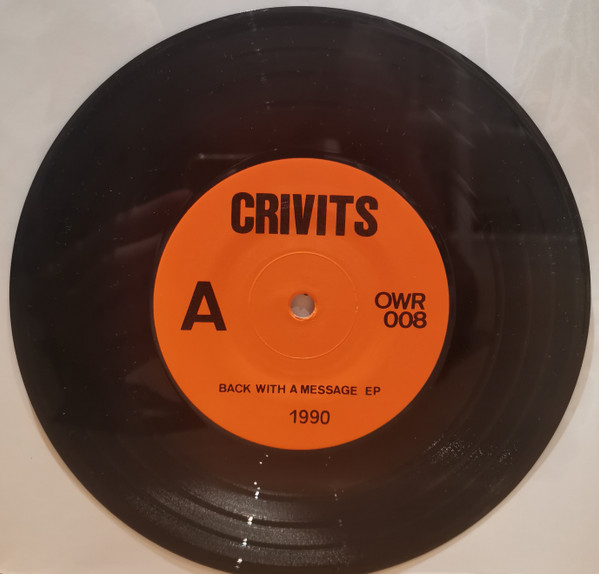 CRIVITS
A
OWR
008
BACK WITH A MESSAGE EP
1990